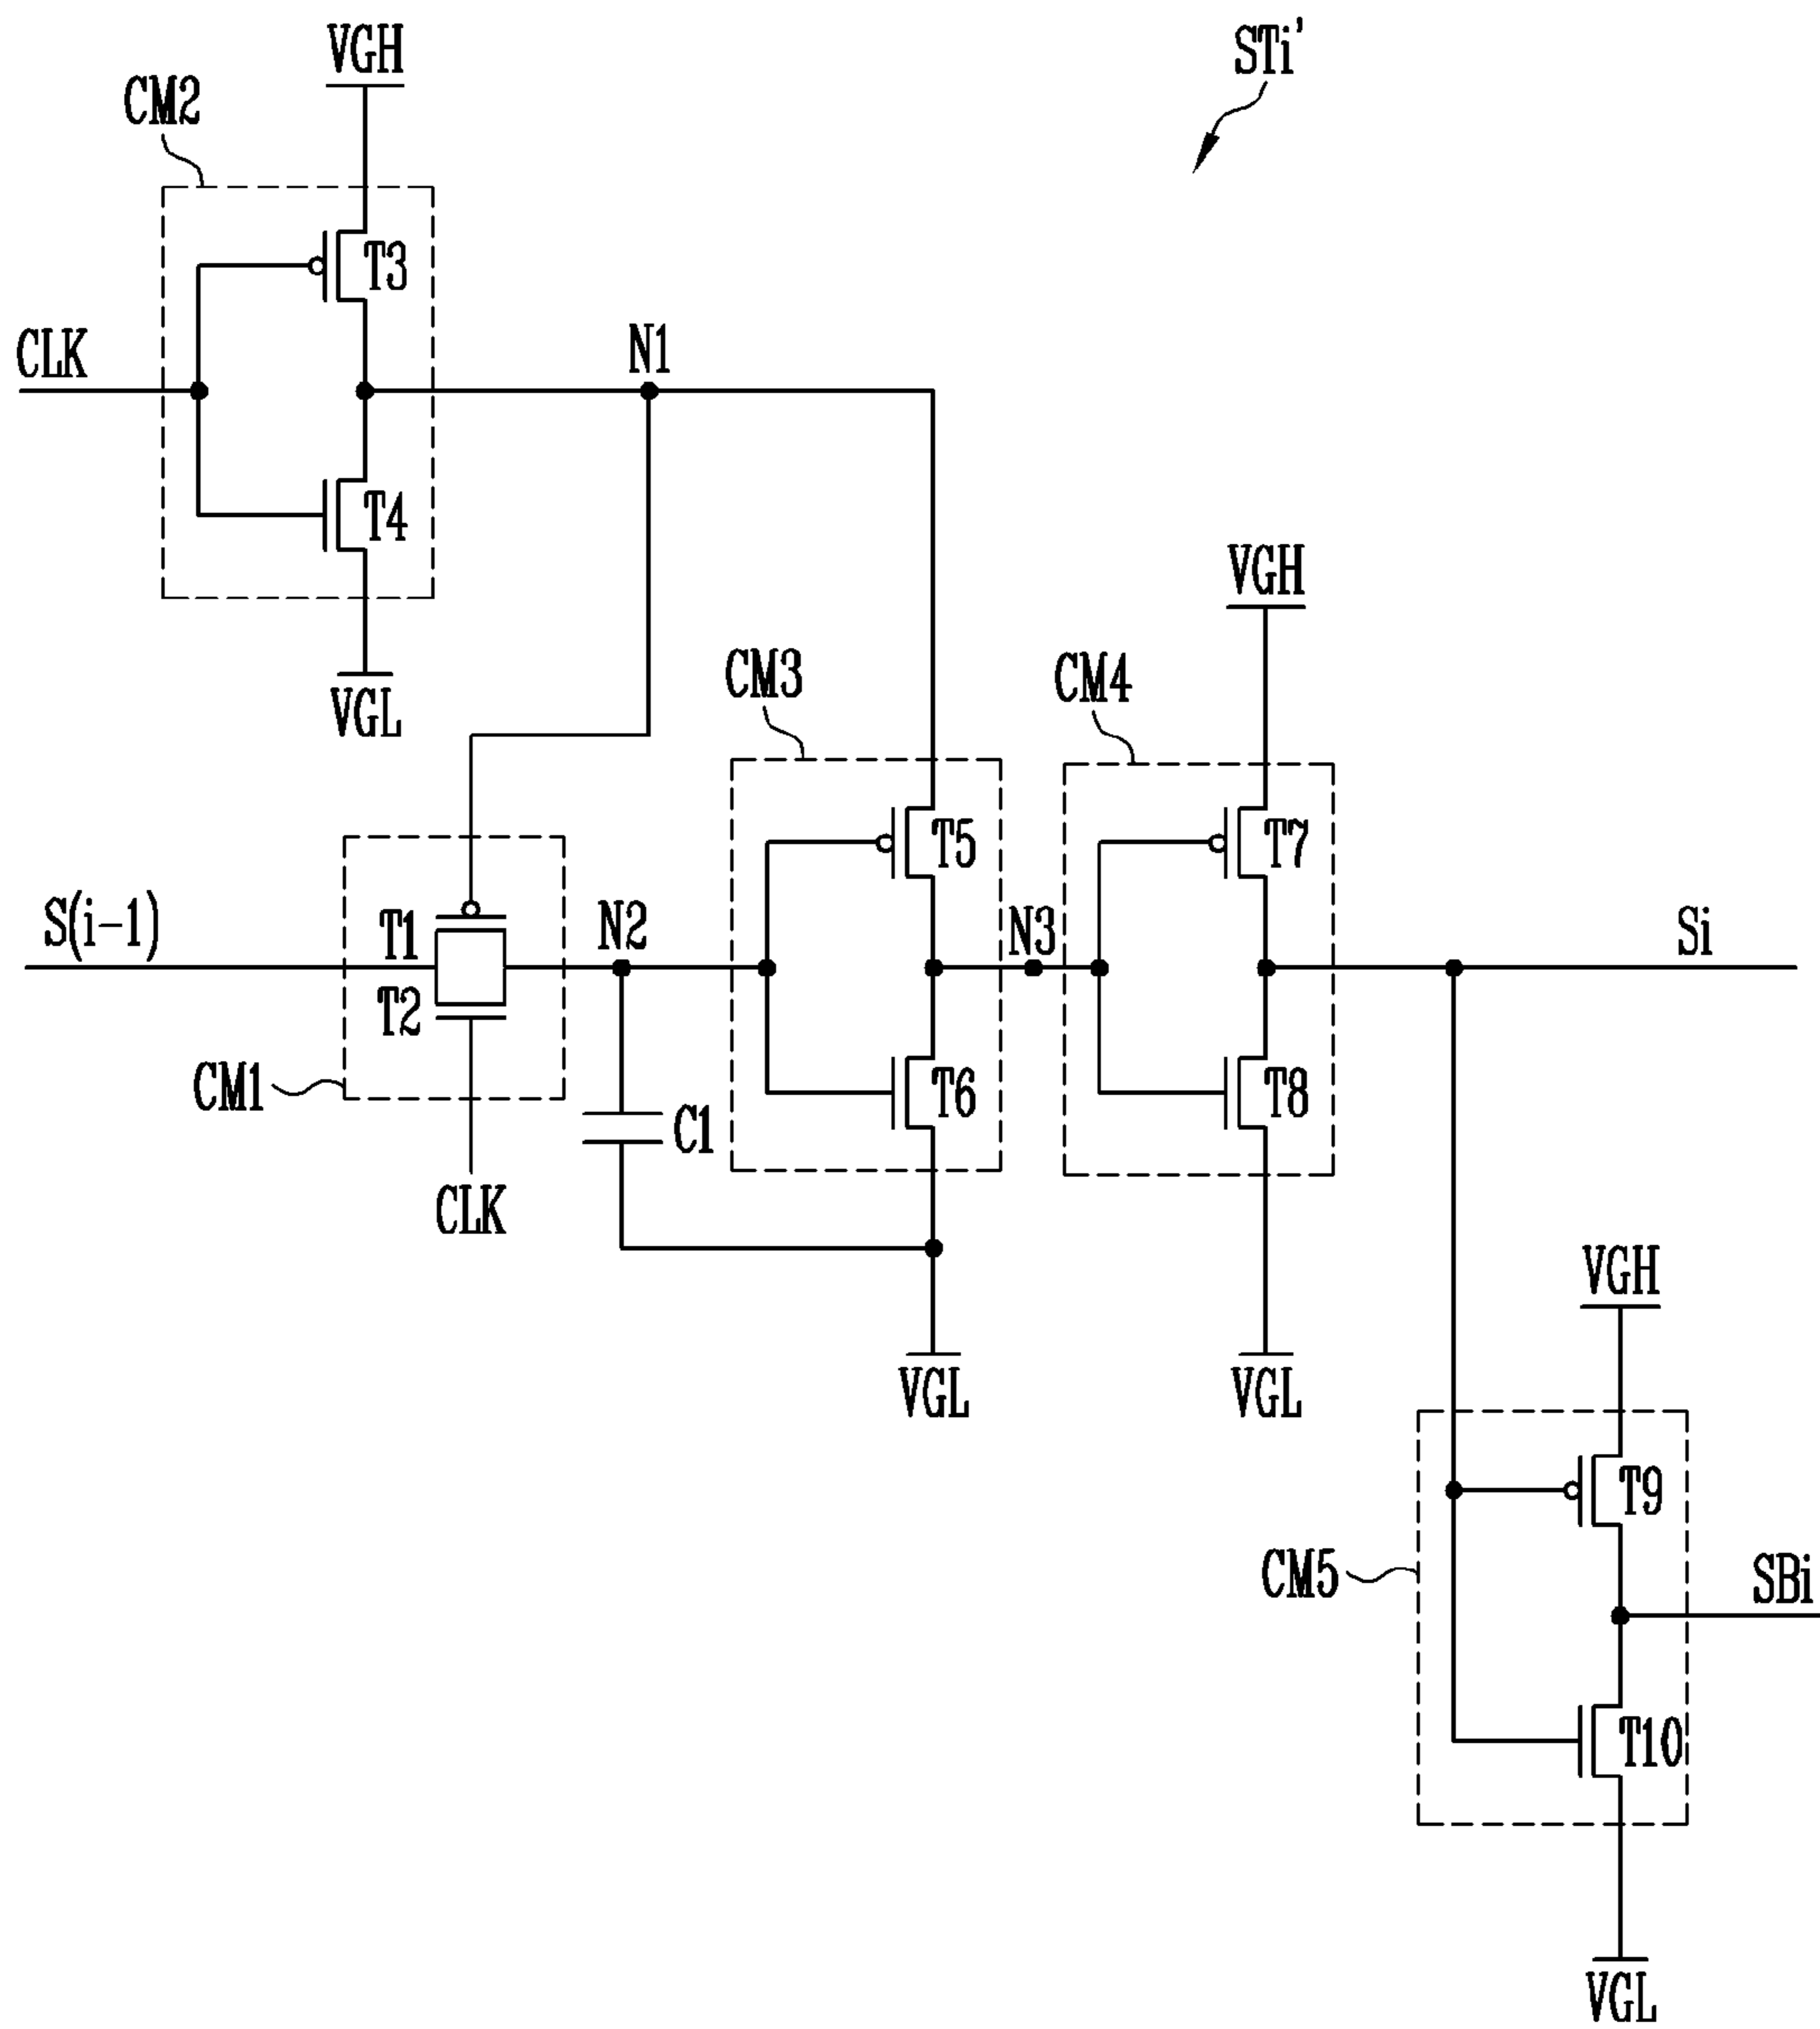 VGH
STi'
CM2
T3
CLK
N1
T4
VGH
VGL
CM3
CM4
T5
T7
S(i-1)
T1
N2
N3
Si
T2
CM1
T6
T8
C1
CLK
VGH
VGL
VGL
T9
CM5
SBi
T10
VGL